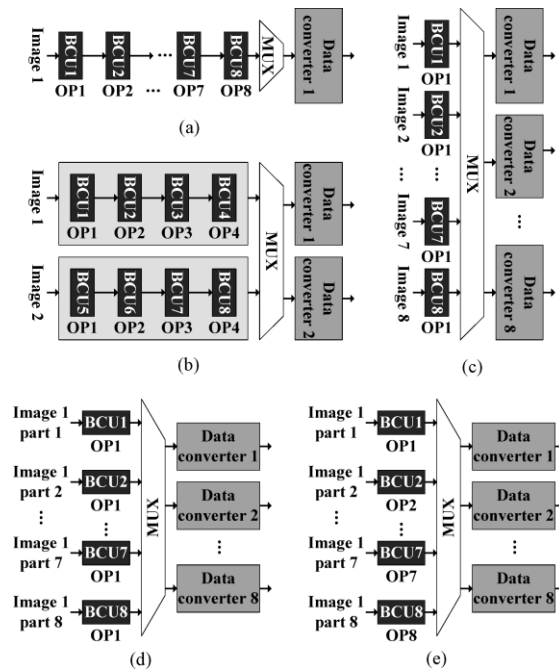 Image 1
BCU1
BCU2
...
BCU7
BCU8
OP1
OP2
...
OP7
OP8
MUX
Data
converter 1
(a)
Image 1
BCU1
BCU2
BCU3
BCU4
OP1
OP2
OP3
OP4
Image 2
BCU5
BCU6
BCU7
BCU8
OP1
OP2
OP3
OP4
MUX
Data
converter 1
Data
converter 2
(b)
Image 1
BCU1
OP1
Image 2
BCU2
OP1
...
...
Image 7
BCU7
OP1
Image 8
BCU8
OP1
MUX
Data
converter 1
Data
converter 2
...
Data
converter 8
(c)
Image 1
part 1
BCU1
OP1
Image 1
part 2
BCU2
OP1
...
...
Image 1
part 7
BCU7
OP1
Image 1
part 8
BCU8
OP1
MUX
Data
converter 1
Data
converter 2
...
Data
converter 8
(d)
Image 1
part 1
BCU1
OP1
Image 1
part 2
BCU2
OP2
...
...
Image 1
part 7
BCU7
OP7
Image 1
part 8
BCU8
OP8
MUX
Data
converter 1
Data
converter 2
...
Data
converter 8
(e)